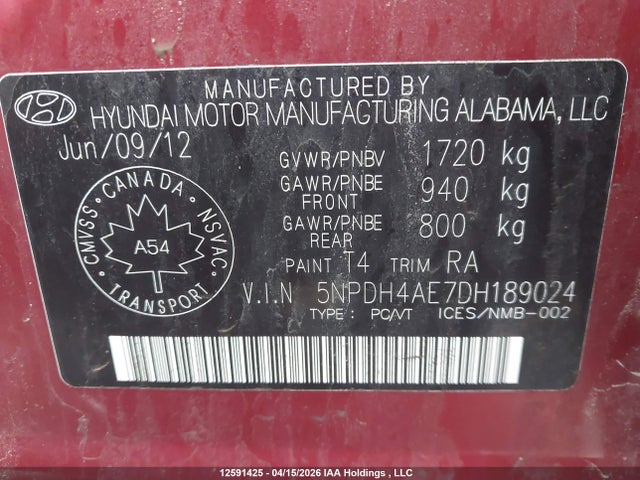 MANUFACTURED BY
HYUNDAI MOTOR MANUFACTURING ALABAMA, LLC
Jun/09/12
GVWR/PNBV 1720 kg
GAWR/PNBE FRONT 940 kg
GAWR/PNBE REAR 800 kg
CANADA
CMVSS NSVAC
A54
TRANSPORT
PAINT T4 TRIM RA
V.I.N 5NPDH4AE7DH189024
TYPE : PC/VT ICES/NMB-002
12591425 - 04/15/2026 IAA Holdings , LLC